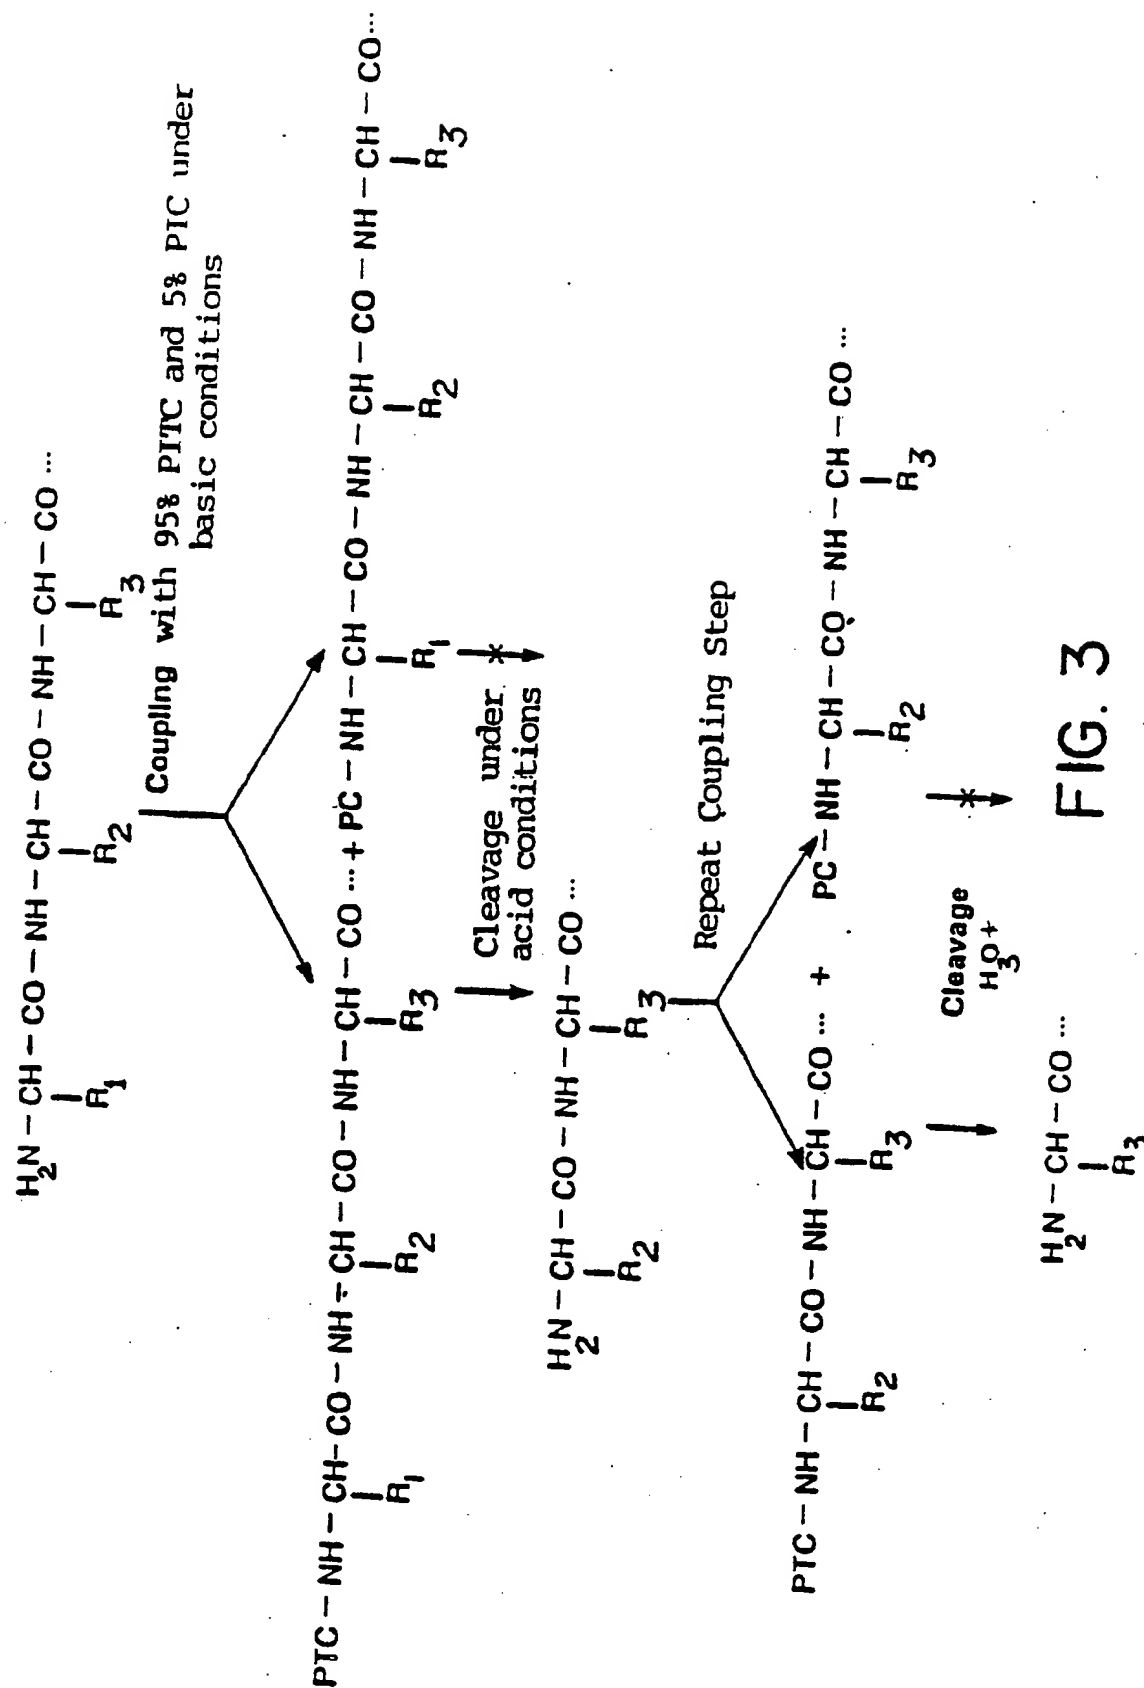 H2N–CH–CO–NH–CH–CO–NH–CH–CO...
R1 R2 R3
Coupling with 95% PITC and 5% PIC under
basic conditions
PTC–NH–CH–CO–NH–CH–CO–NH–CH–CO...+PC–NH–CH–CO–NH–CH–CO–NH–CH–CO...
R1 R2 R3 R1 R2 R3
Cleavage under
acid conditions
H2N–CH–CO–NH–CH–CO...
R2 R3
Repeat Coupling Step
PTC–NH–CH–CO–NH–CH–CO... + PC–NH–CH–CO–NH–CH–CO...
R2 R3 R2 R3
Cleavage
H3O+
H2N–CH–CO...
R3
FIG. 3